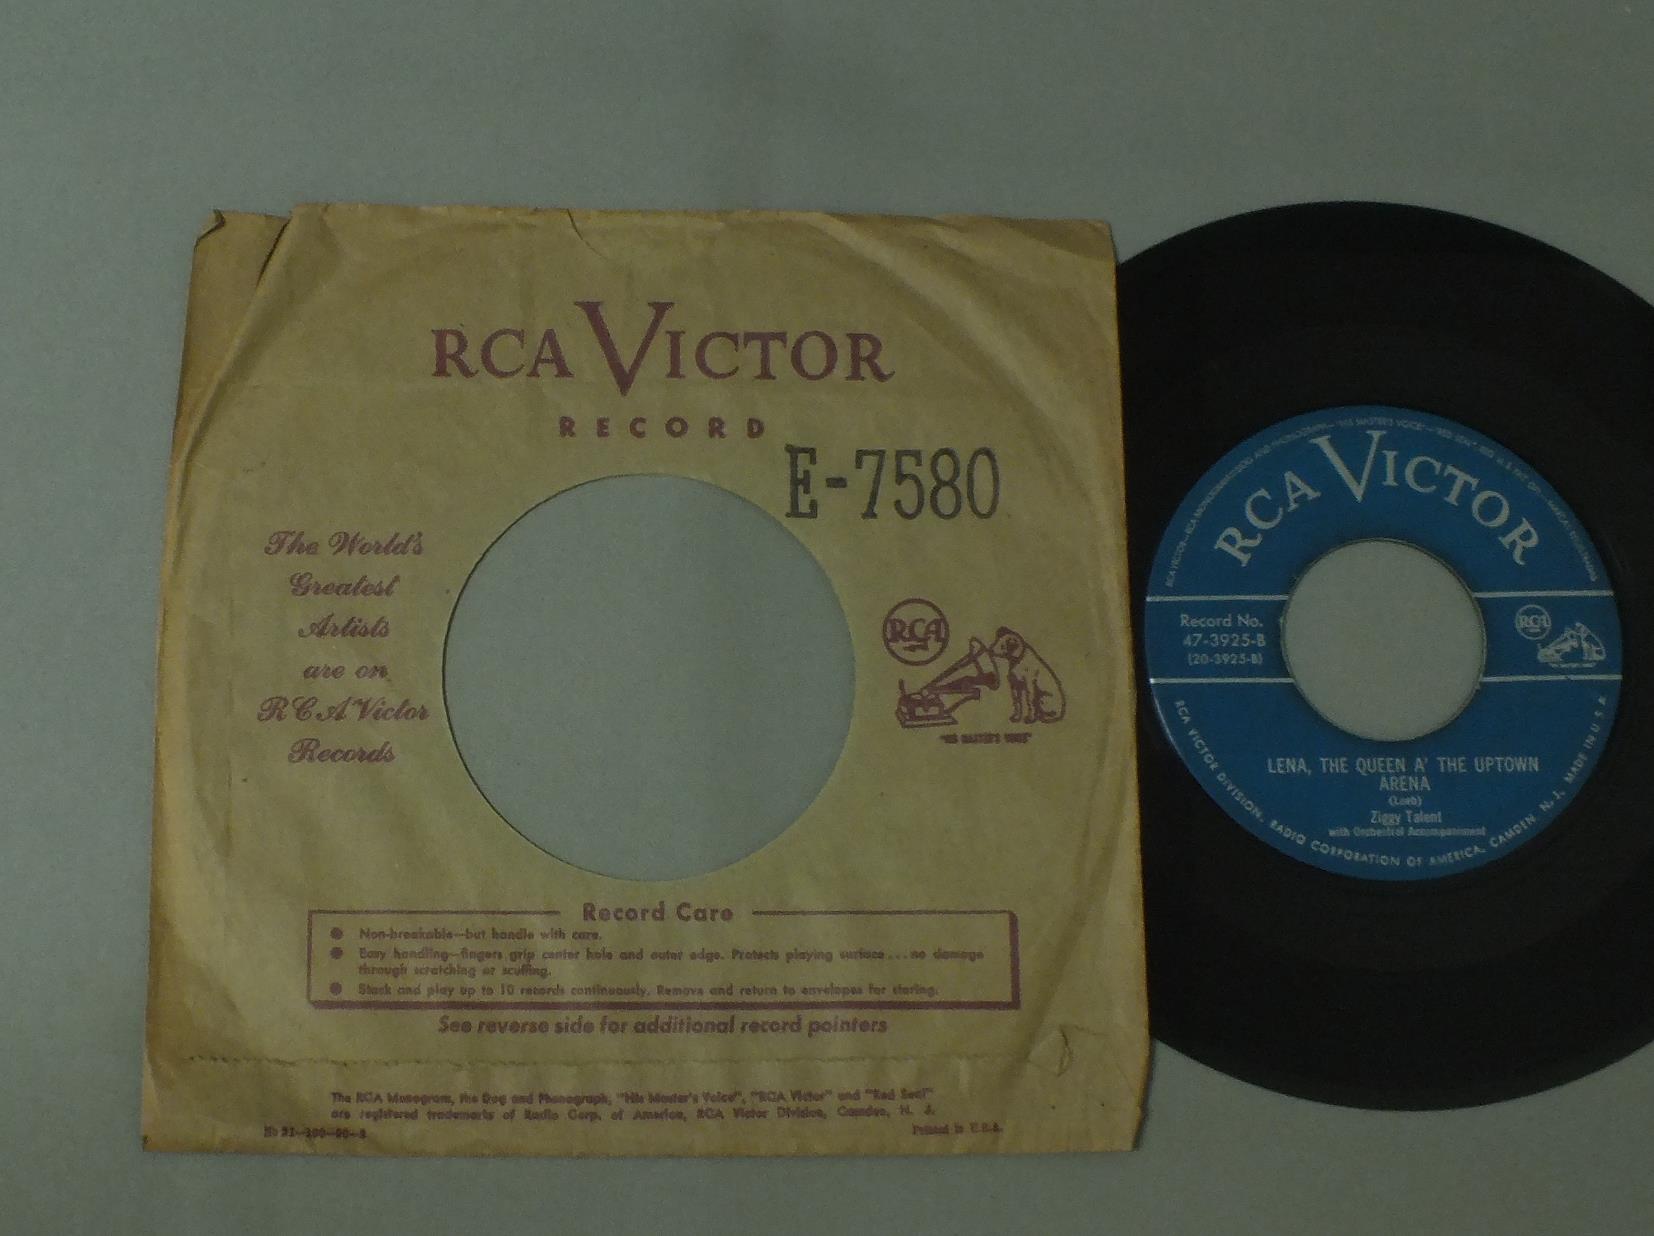 RCA VICTOR
RECORD
E-7580
The World's
Greatest
Artists
are on
RCA Victor
Records
RCA
"HIS MASTER'S VOICE"
Record Care
Non-breakable—but handle with care.
Easy handling—fingers grip center hole and outer edge. Protects playing surface...no damage
through scratching or scuffing.
Stack and play up to 10 records continuously. Remove and return to envelopes for storing.
See reverse side for additional record pointers
The RCA Monogram, the Dog and Phonograph, "His Master's Voice", "RCA Victor" and "Red Seal"
are registered trademarks of Radio Corp. of America, RCA Victor Division, Camden, N. J.
Printed in U.S.A.
RCA VICTOR
Record No.
47-3925-B
(20-3925-B)
RCA
LENA, THE QUEEN A' THE UPTOWN
ARENA
(Loeb)
Ziggy Talent
with Orchestral Accompaniment
RCA VICTOR DIVISION, RADIO CORPORATION OF AMERICA, CAMDEN, N. J. MADE IN U.S.A.